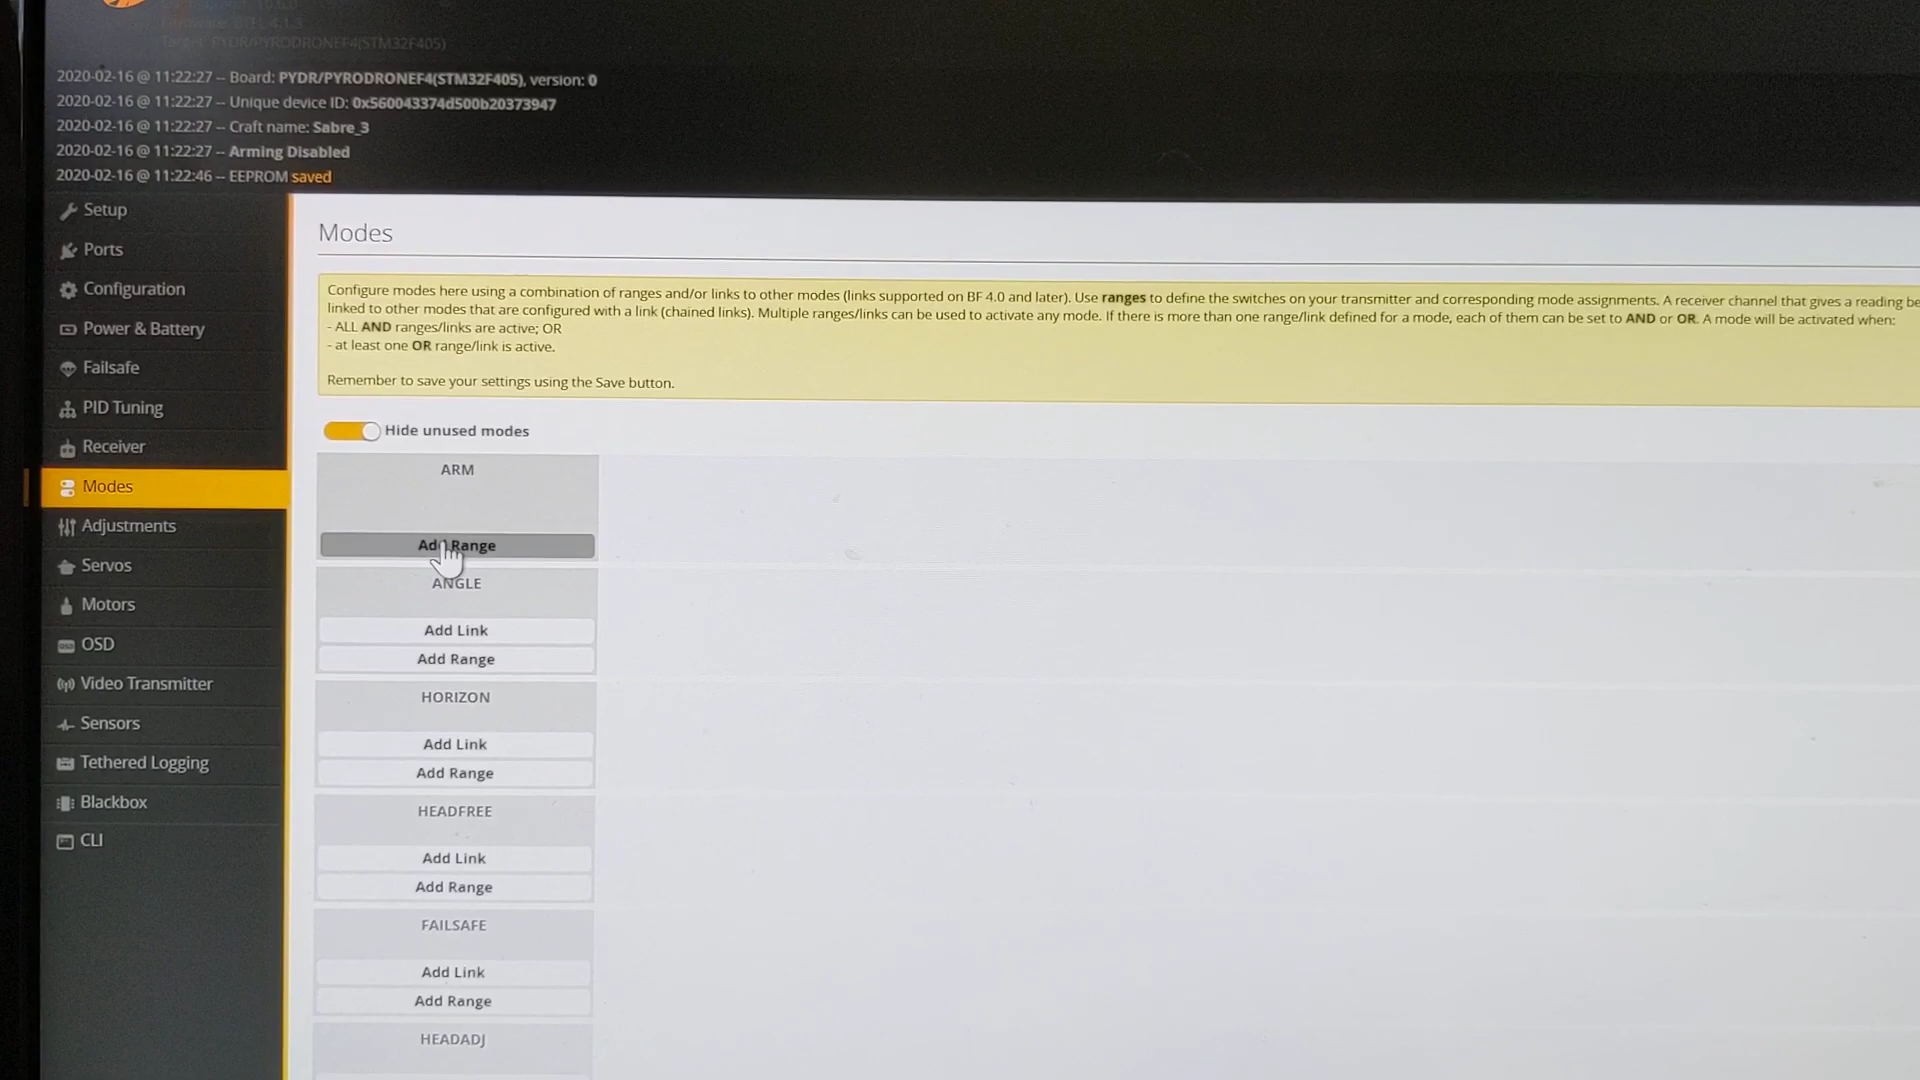 Target: PYDR/PYRODRONEF4(STM32F405)
2020-02-16 @ 11:22:27 -- Board: PYDR/PYRODRONEF4(STM32F405), version: 0
2020-02-16 @ 11:22:27 -- Unique device ID: 0x560043374d500b20373947
2020-02-16 @ 11:22:27 -- Craft name: Sabre_3
2020-02-16 @ 11:22:27 -- Arming Disabled
2020-02-16 @ 11:22:46 -- EEPROM saved
Setup
Ports
Configuration
Power & Battery
Failsafe
PID Tuning
Receiver
Modes
Adjustments
Servos
Motors
OSD
Video Transmitter
Sensors
Tethered Logging
Blackbox
CLI
Modes
Configure modes here using a combination of ranges and/or links to other modes (links supported on BF 4.0 and later). Use ranges to define the switches on your transmitter and corresponding mode assignments. A receiver channel that gives a reading be
linked to other modes that are configured with a link (chained links). Multiple ranges/links can be used to activate any mode. If there is more than one range/link defined for a mode, each of them can be set to AND or OR. A mode will be activated when:
- ALL AND ranges/links are active; OR
- at least one OR range/link is active.
Remember to save your settings using the Save button.
Hide unused modes
ARM
Add Range
ANGLE
Add Link
Add Range
HORIZON
Add Link
Add Range
HEADFREE
Add Link
Add Range
FAILSAFE
Add Link
Add Range
HEADADJ